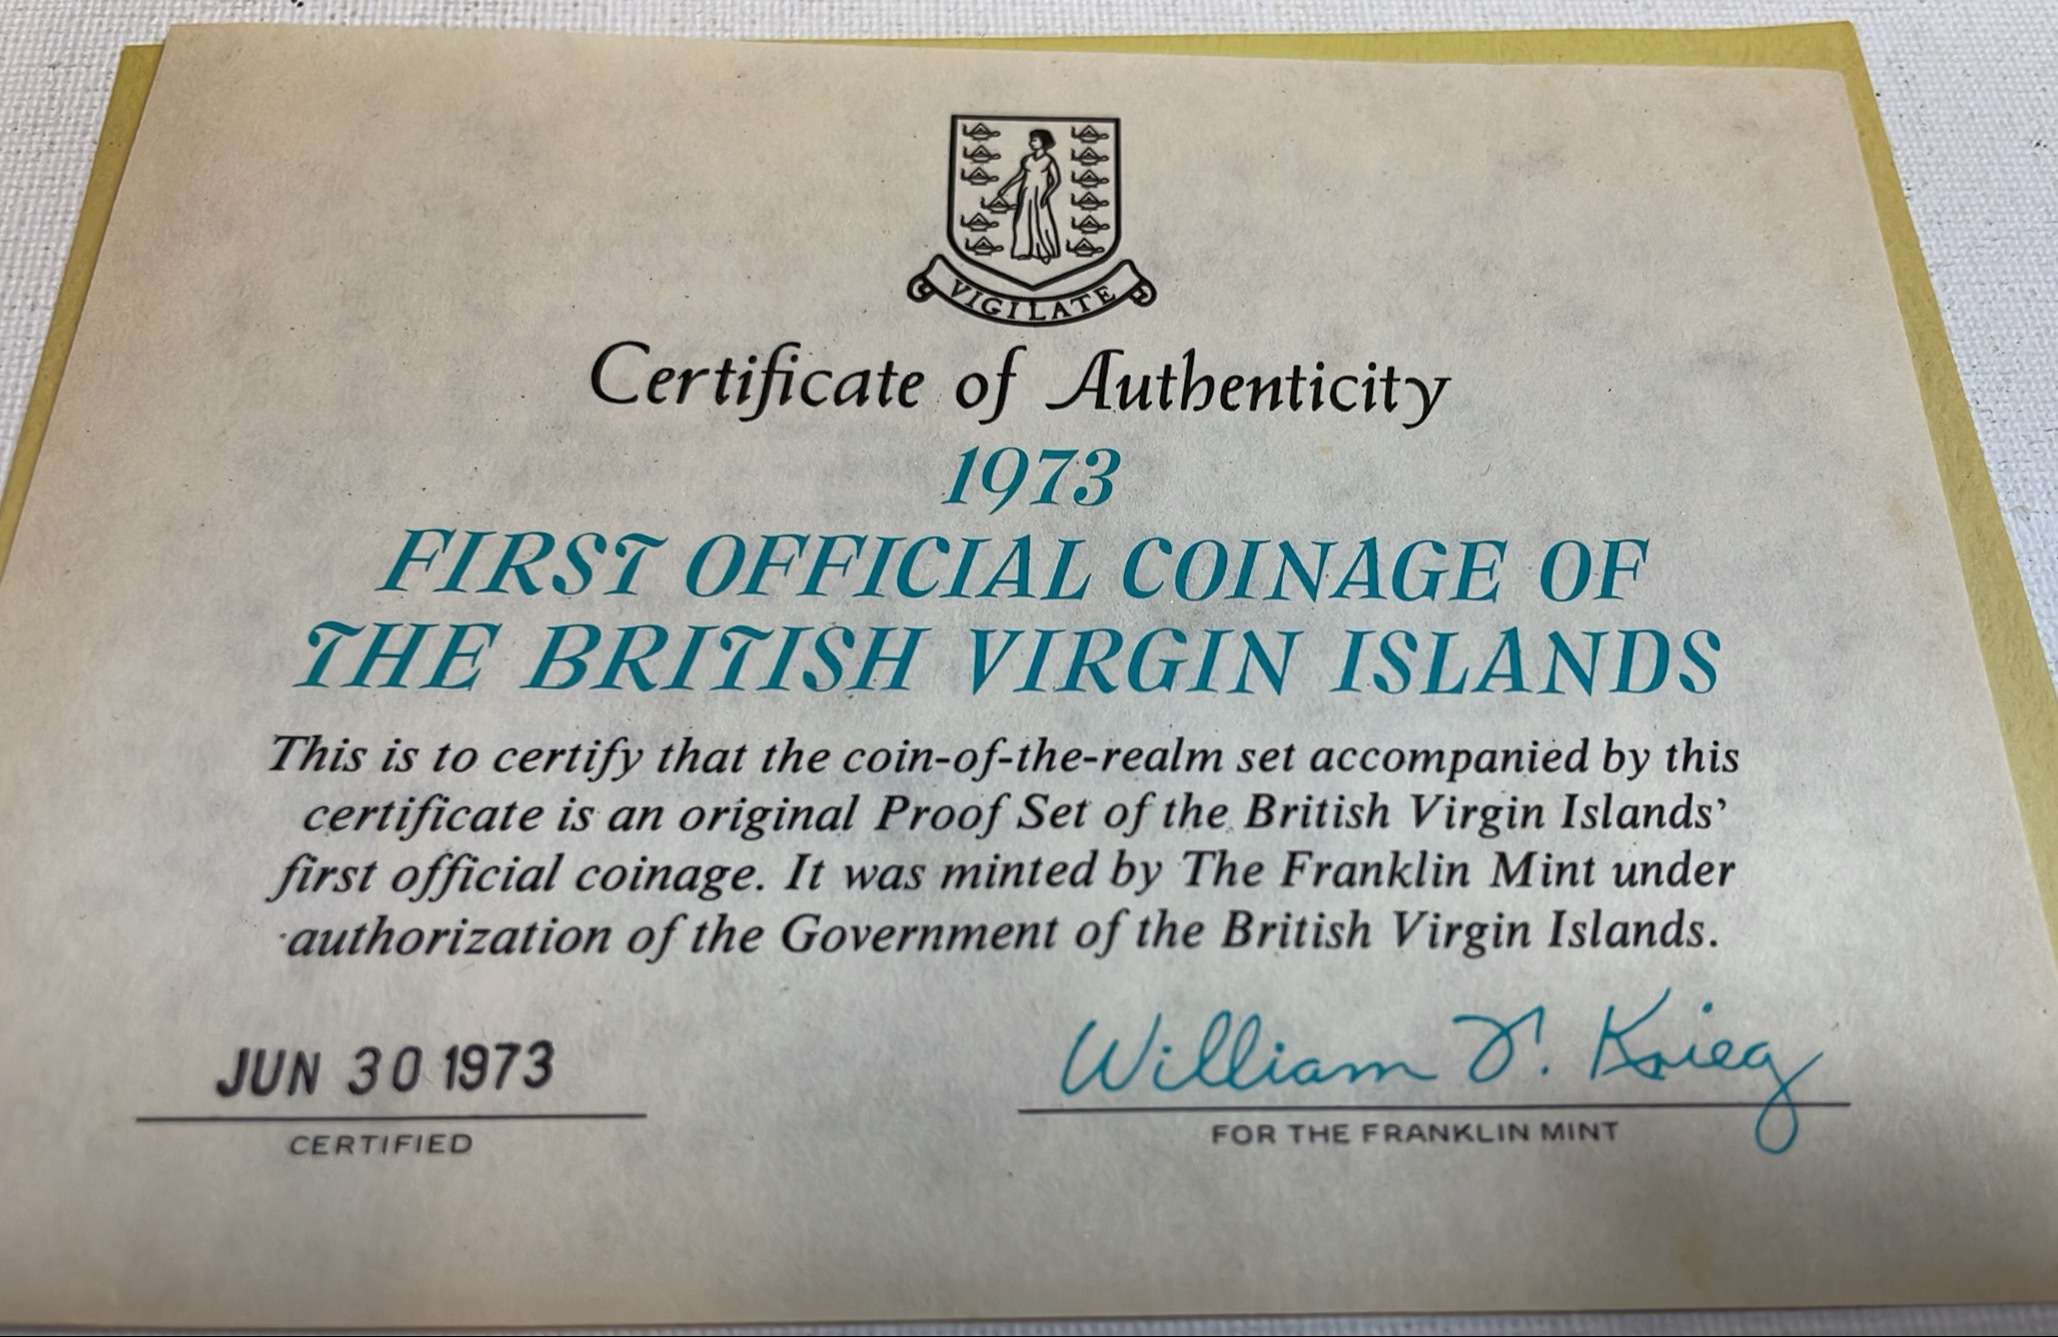 VIGILATE
Certificate of Authenticity
1973
FIRST OFFICIAL COINAGE OF
THE BRITISH VIRGIN ISLANDS
This is to certify that the coin-of-the-realm set accompanied by this
certificate is an original Proof Set of the British Virgin Islands’
first official coinage. It was minted by The Franklin Mint under
authorization of the Government of the British Virgin Islands.
JUN 30 1973 William T. Krieg
CERTIFIED FOR THE FRANKLIN MINT